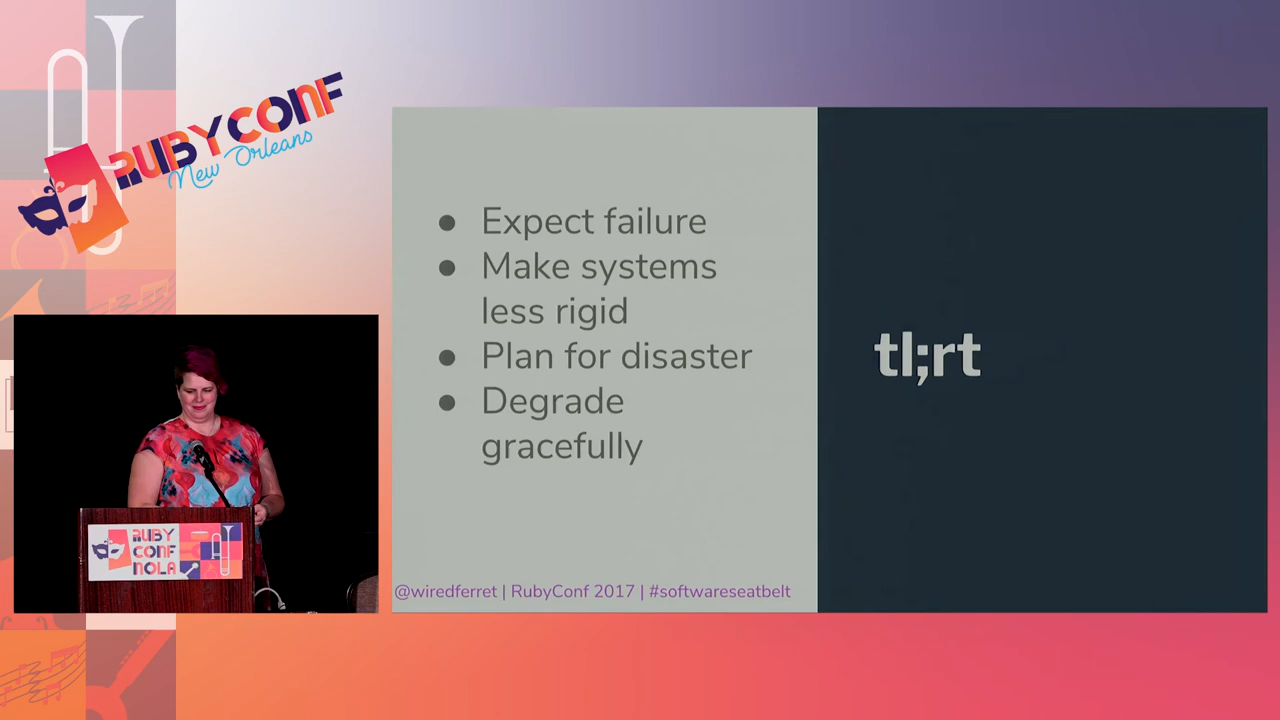 RUBYCONF
New Orleans
● Expect failure
● Make systems
less rigid
● Plan for disaster
● Degrade
gracefully
tl;rt
@wiredferret | RubyConf 2017 | #softwareseatbelt
RUBY
CONF
NOLA